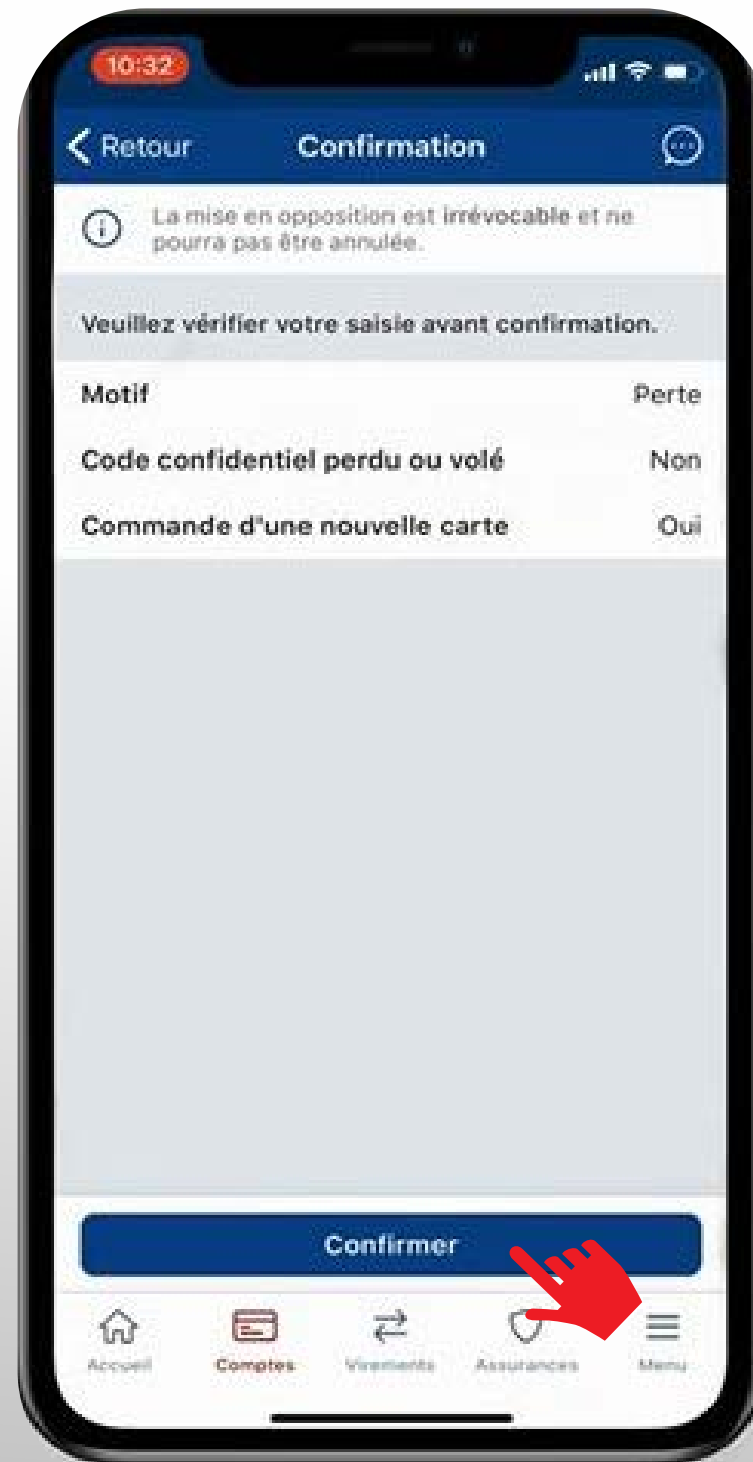 10:32
Retour Confirmation
La mise en opposition est irrévocable et ne
pourra pas être annulée.
Veuillez vérifier votre saisie avant confirmation.
Motif Perte
Code confidentiel perdu ou volé Non
Commande d'une nouvelle carte Oui
Confirmer
Accueil Comptes Virements Assurances Menu